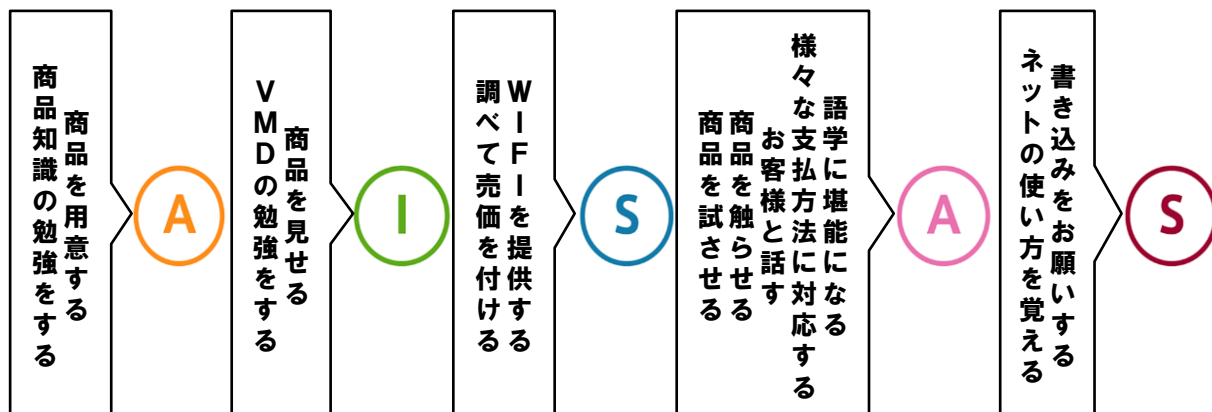 商品を用意する
商品知識の勉強をする
A
商品を見せる
VMDの勉強をする
I
WIFIを提供する
調べて売価を付ける
S
語学に堪能になる
様々な支払方法に対応する
お客様と話す
商品を触らせる
商品を試させる
A
書き込みをお願いする
ネットの使い方を覚える
S